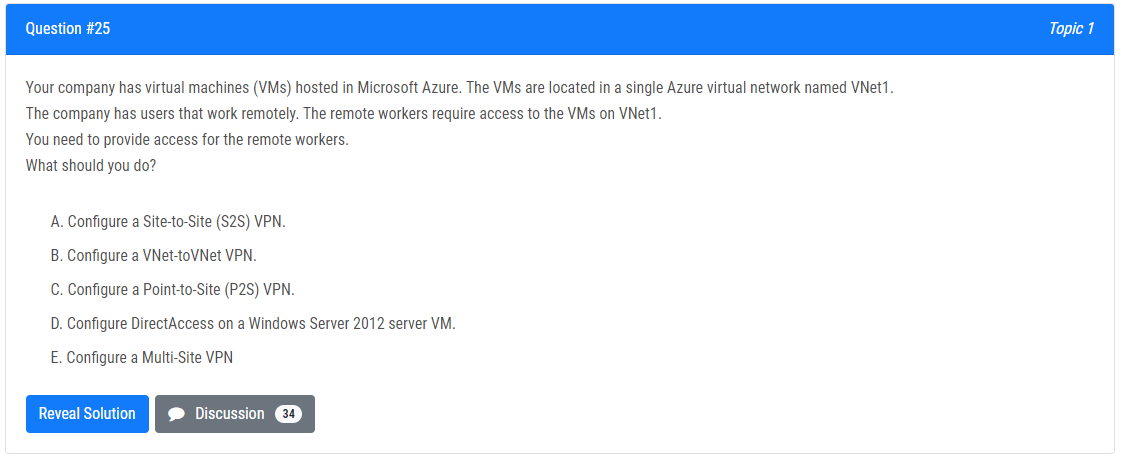 Question #25
Topic 1
Your company has virtual machines (VMs) hosted in Microsoft Azure. The VMs are located in a single Azure virtual network named VNet1.
The company has users that work remotely. The remote workers require access to the VMs on VNet1.
You need to provide access for the remote workers.
What should you do?
A. Configure a Site-to-Site (S2S) VPN.
B. Configure a VNet-toVNet VPN.
C. Configure a Point-to-Site (P2S) VPN.
D. Configure DirectAccess on a Windows Server 2012 server VM.
E. Configure a Multi-Site VPN
Reveal Solution
Discussion 34